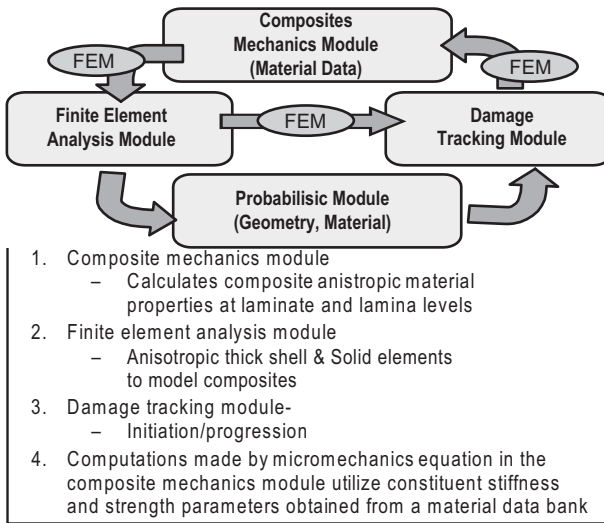 Composites
Mechanics Module
(Material Data)
FEM
FEM
Finite Element
Analysis Module
FEM
Damage
Tracking Module
Probabilisic Module
(Geometry, Material)
1. Composite mechanics module
– Calculates composite anistropic material
properties at laminate and lamina levels
2. Finite element analysis module
– Anisotropic thick shell & Solid elements
to model composites
3. Damage tracking module-
– Initiation/progression
4. Computations made by micromechanics equation in the
composite mechanics module utilize constituent stiffness
and strength parameters obtained from a material data bank